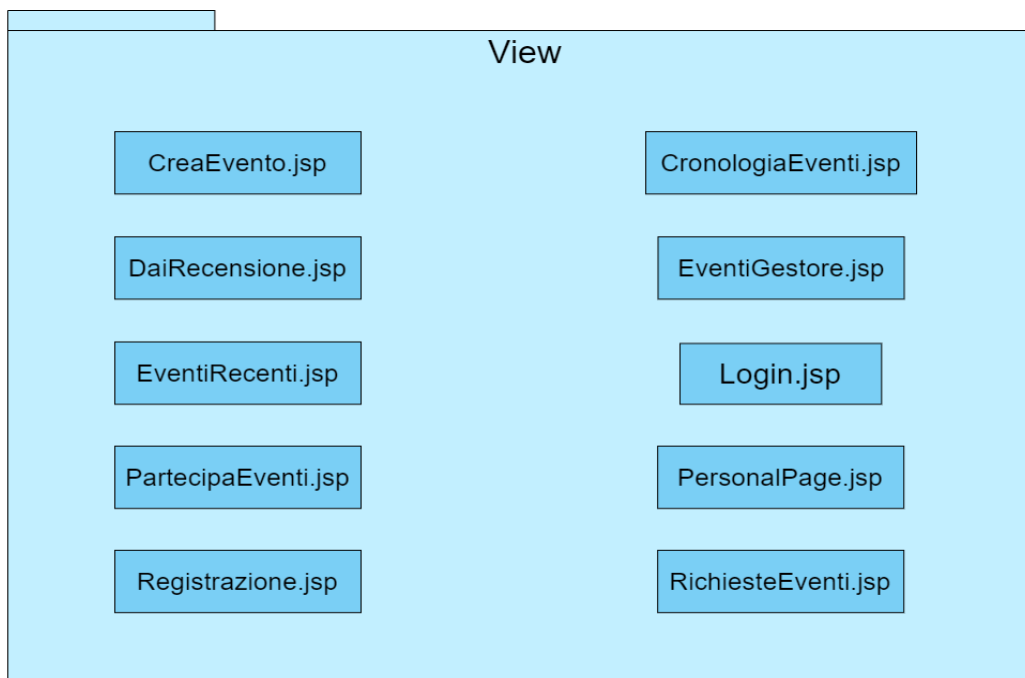 View
CreaEvento.jsp
CronologiaEventi.jsp
DaiRecensione.jsp
EventiGestore.jsp
EventiRecenti.jsp
Login.jsp
PartecipaEventi.jsp
PersonalPage.jsp
Registrazione.jsp
RichiesteEventi.jsp